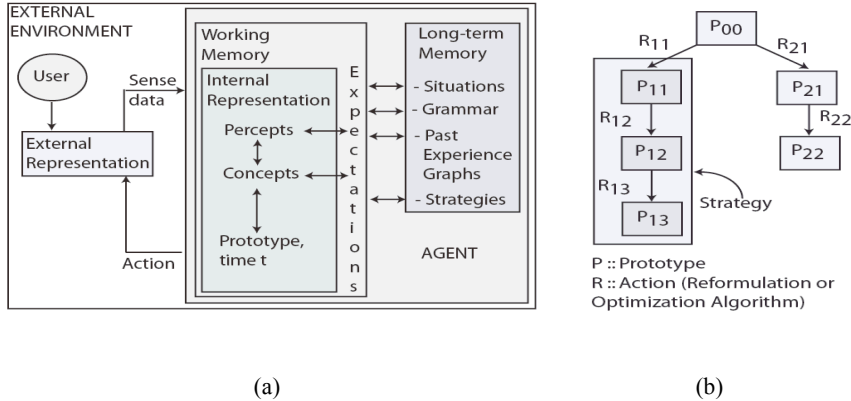 EXTERNAL
ENVIRONMENT
User
External
Representation
Sense
data
Action
Working
Memory
Internal
Representation
Percepts
Concepts
Prototype,
time t
Expectations
Long-term
Memory
- Situations
- Grammar
- Past
Experience
Graphs
- Strategies
AGENT
(a)
P00
R11
R21
P11
P21
R12
R22
P12
P22
R13
Strategy
P13
P :: Prototype
R :: Action (Reformulation or
Optimization Algorithm)
(b)